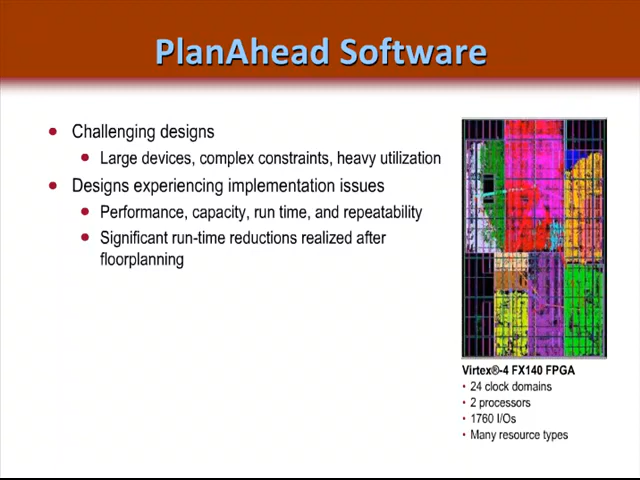 PlanAhead Software
• Challenging designs
• Large devices, complex constraints, heavy utilization
• Designs experiencing implementation issues
• Performance, capacity, run time, and repeatability
• Significant run-time reductions realized after
floorplanning
Virtex®-4 FX140 FPGA
• 24 clock domains
• 2 processors
• 1760 I/Os
• Many resource types